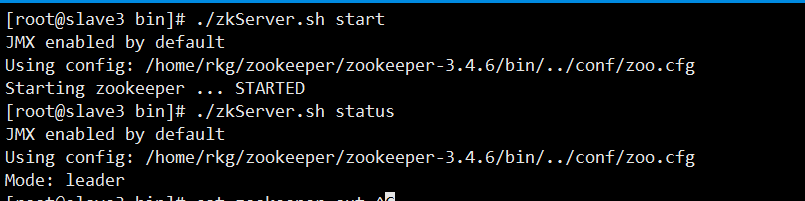 [root@slave3 bin]# ./zkServer.sh start
JMX enabled by default
Using config: /home/rkg/zookeeper/zookeeper-3.4.6/bin/../conf/zoo.cfg
Starting zookeeper ... STARTED
[root@slave3 bin]# ./zkServer.sh status
JMX enabled by default
Using config: /home/rkg/zookeeper/zookeeper-3.4.6/bin/../conf/zoo.cfg
Mode: leader
[root@slave3 bin]# cat zookeeper.out ^C